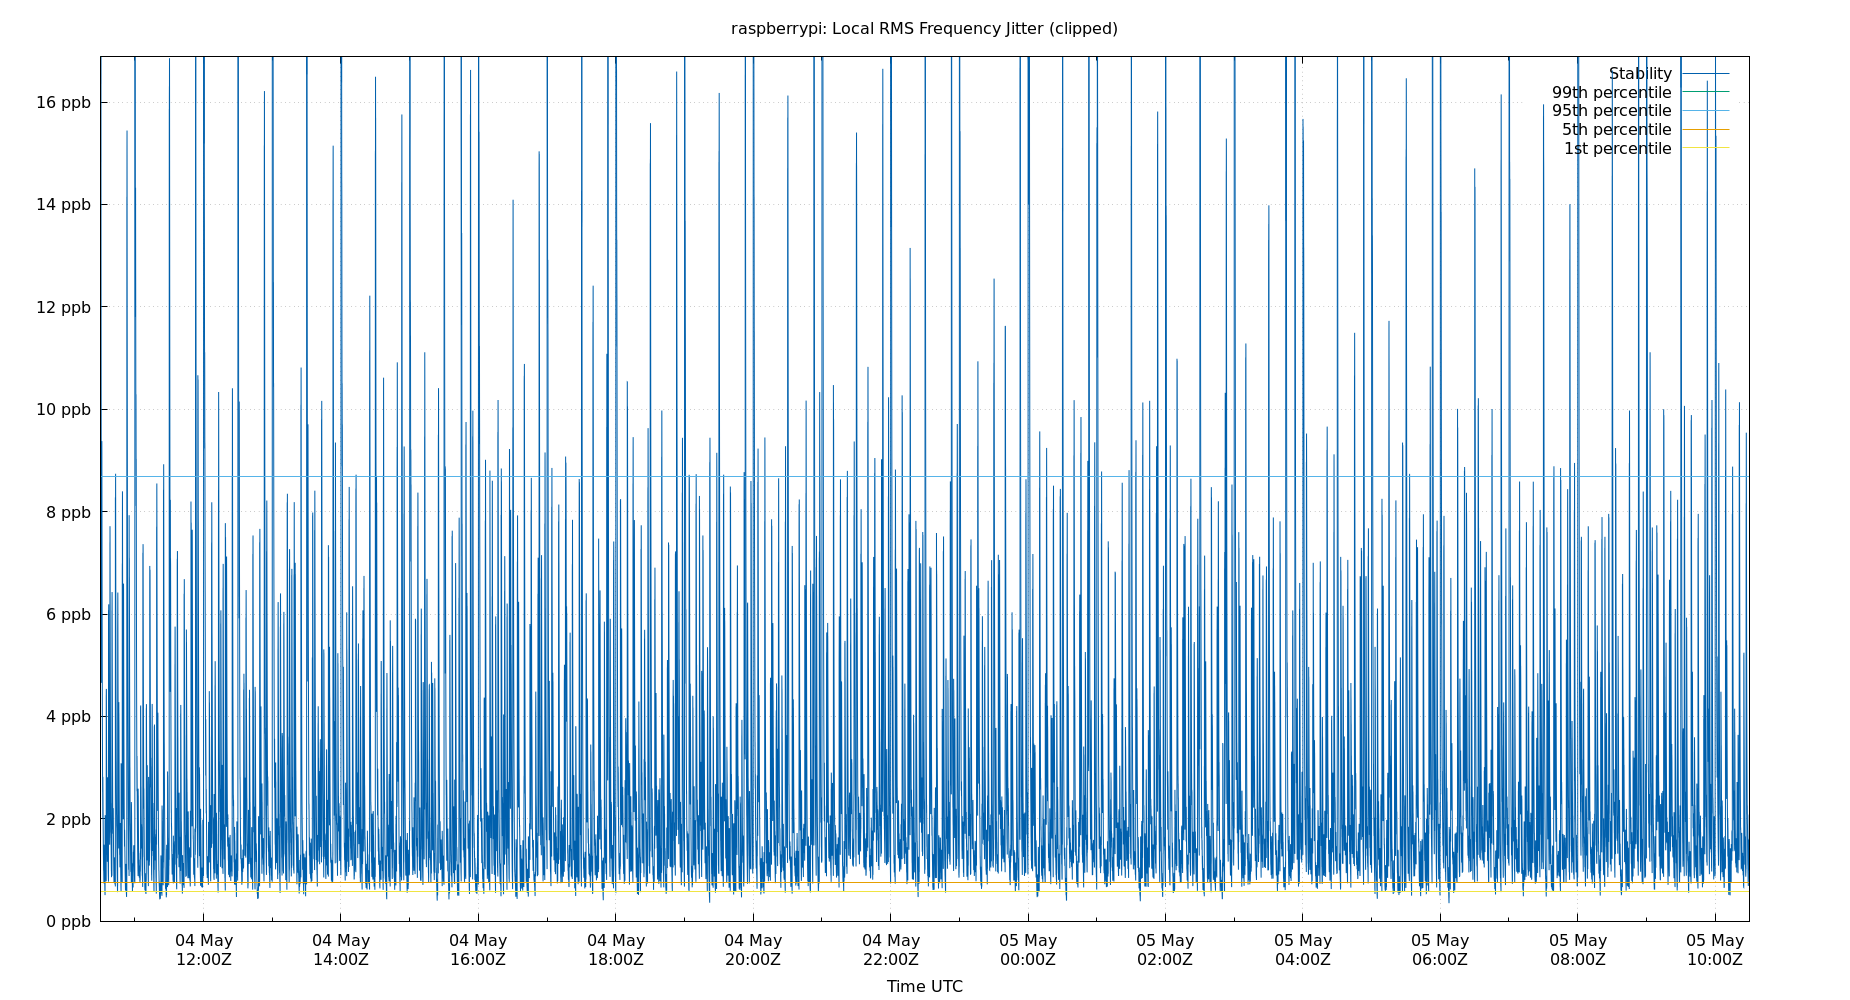 raspberrypi: Local RMS Frequency Jitter (clipped)
Stability
99th percentile
95th percentile
5th percentile
1st percentile
16 ppb
14 ppb
12 ppb
10 ppb
8 ppb
6 ppb
4 ppb
2 ppb
0 ppb
04 May 04 May 04 May 04 May 04 May 04 May 05 May 05 May 05 May 05 May 05 May 05 May
12:00Z 14:00Z 16:00Z 18:00Z 20:00Z 22:00Z 00:00Z 02:00Z 04:00Z 06:00Z 08:00Z 10:00Z
Time UTC